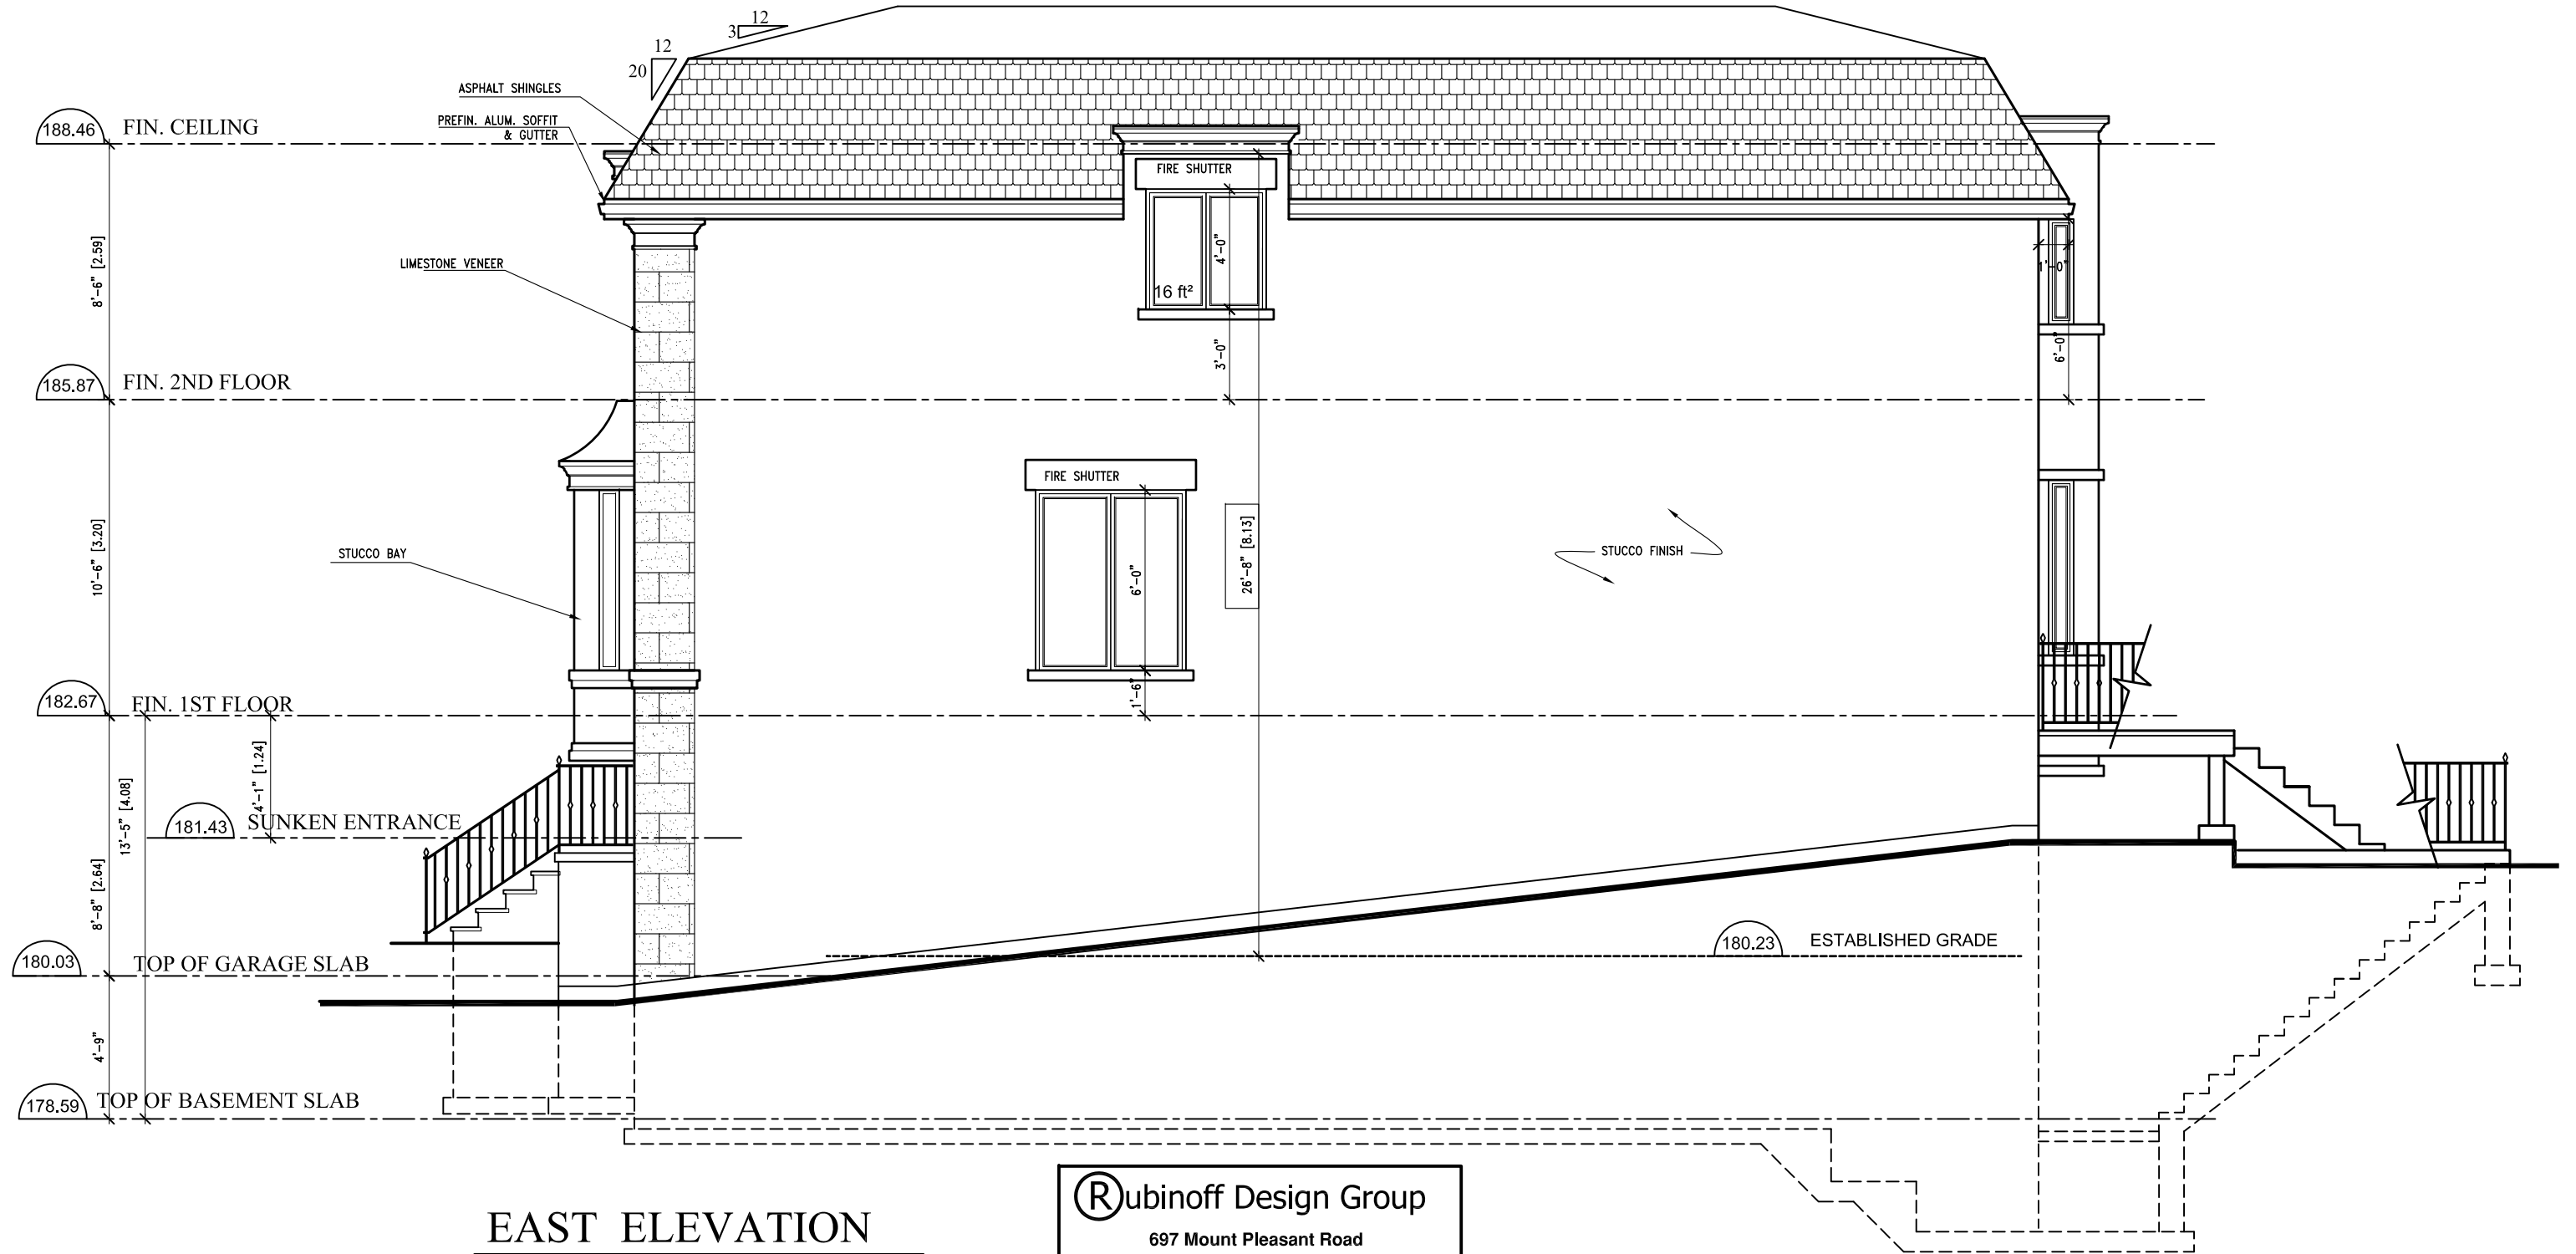 12
3
12
20
ASPHALT SHINGLES
PREFIN. ALUM. SOFFIT
& GUTTER
188.46 FIN. CEILING
FIRE SHUTTER
8'-6" [2.59]
LIMESTONE VENEER
4'-0"
16 ft²
1'-0"
3'-0"
6'-0"
185.87 FIN. 2ND FLOOR
FIRE SHUTTER
10'-6" [3.20]
STUCCO BAY
6'-0"
26'-8" [8.13]
STUCCO FINISH
1'-6"
182.67 FIN. 1ST FLOOR
4'-1" [1.24]
13'-5" [4.08]
181.43 SUNKEN ENTRANCE
8'-8" [2.64]
180.23 ESTABLISHED GRADE
180.03 TOP OF GARAGE SLAB
4'-9"
178.59 TOP OF BASEMENT SLAB
EAST ELEVATION
Rubinoff Design Group
697 Mount Pleasant Road